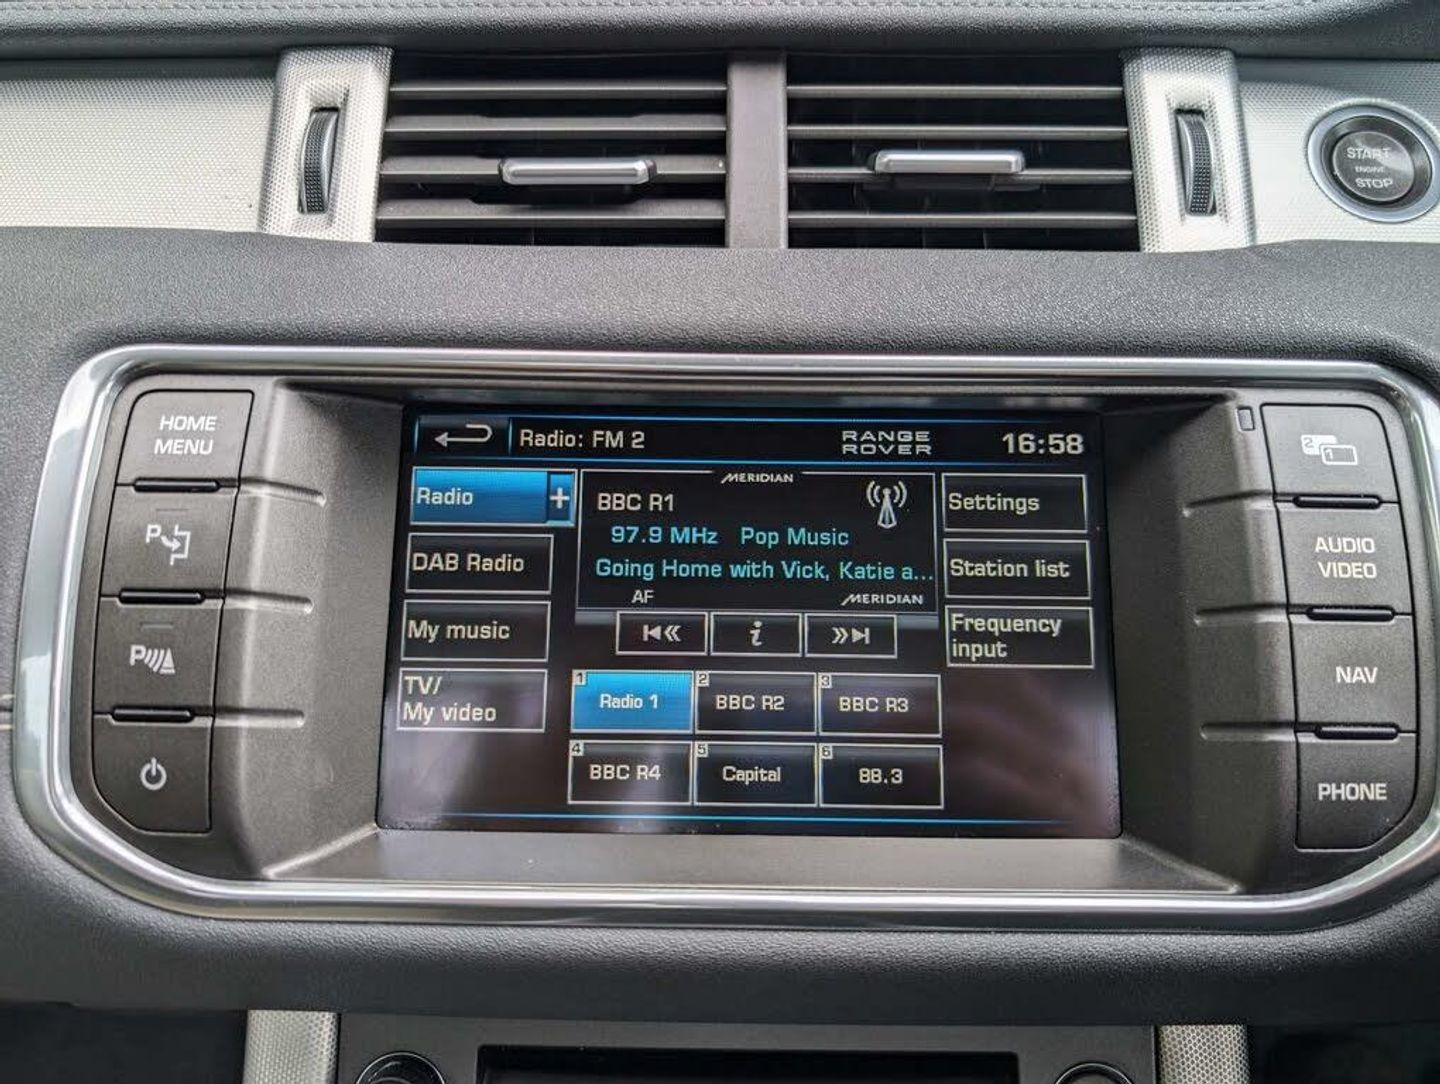 START
ENGINE
STOP
HOME
MENU
P
P
Radio: FM 2
RANGE
ROVER
16:58
Radio +
DAB Radio
My music
TV/
My video
MERIDIAN
BBC R1
97.9 MHz Pop Music
Going Home with Vick, Katie a...
AF
MERIDIAN
i
1 Radio 1
2 BBC R2
3 BBC R3
4 BBC R4
5 Capital
6 88.3
Settings
Station list
Frequency
input
2
1
AUDIO
VIDEO
NAV
PHONE